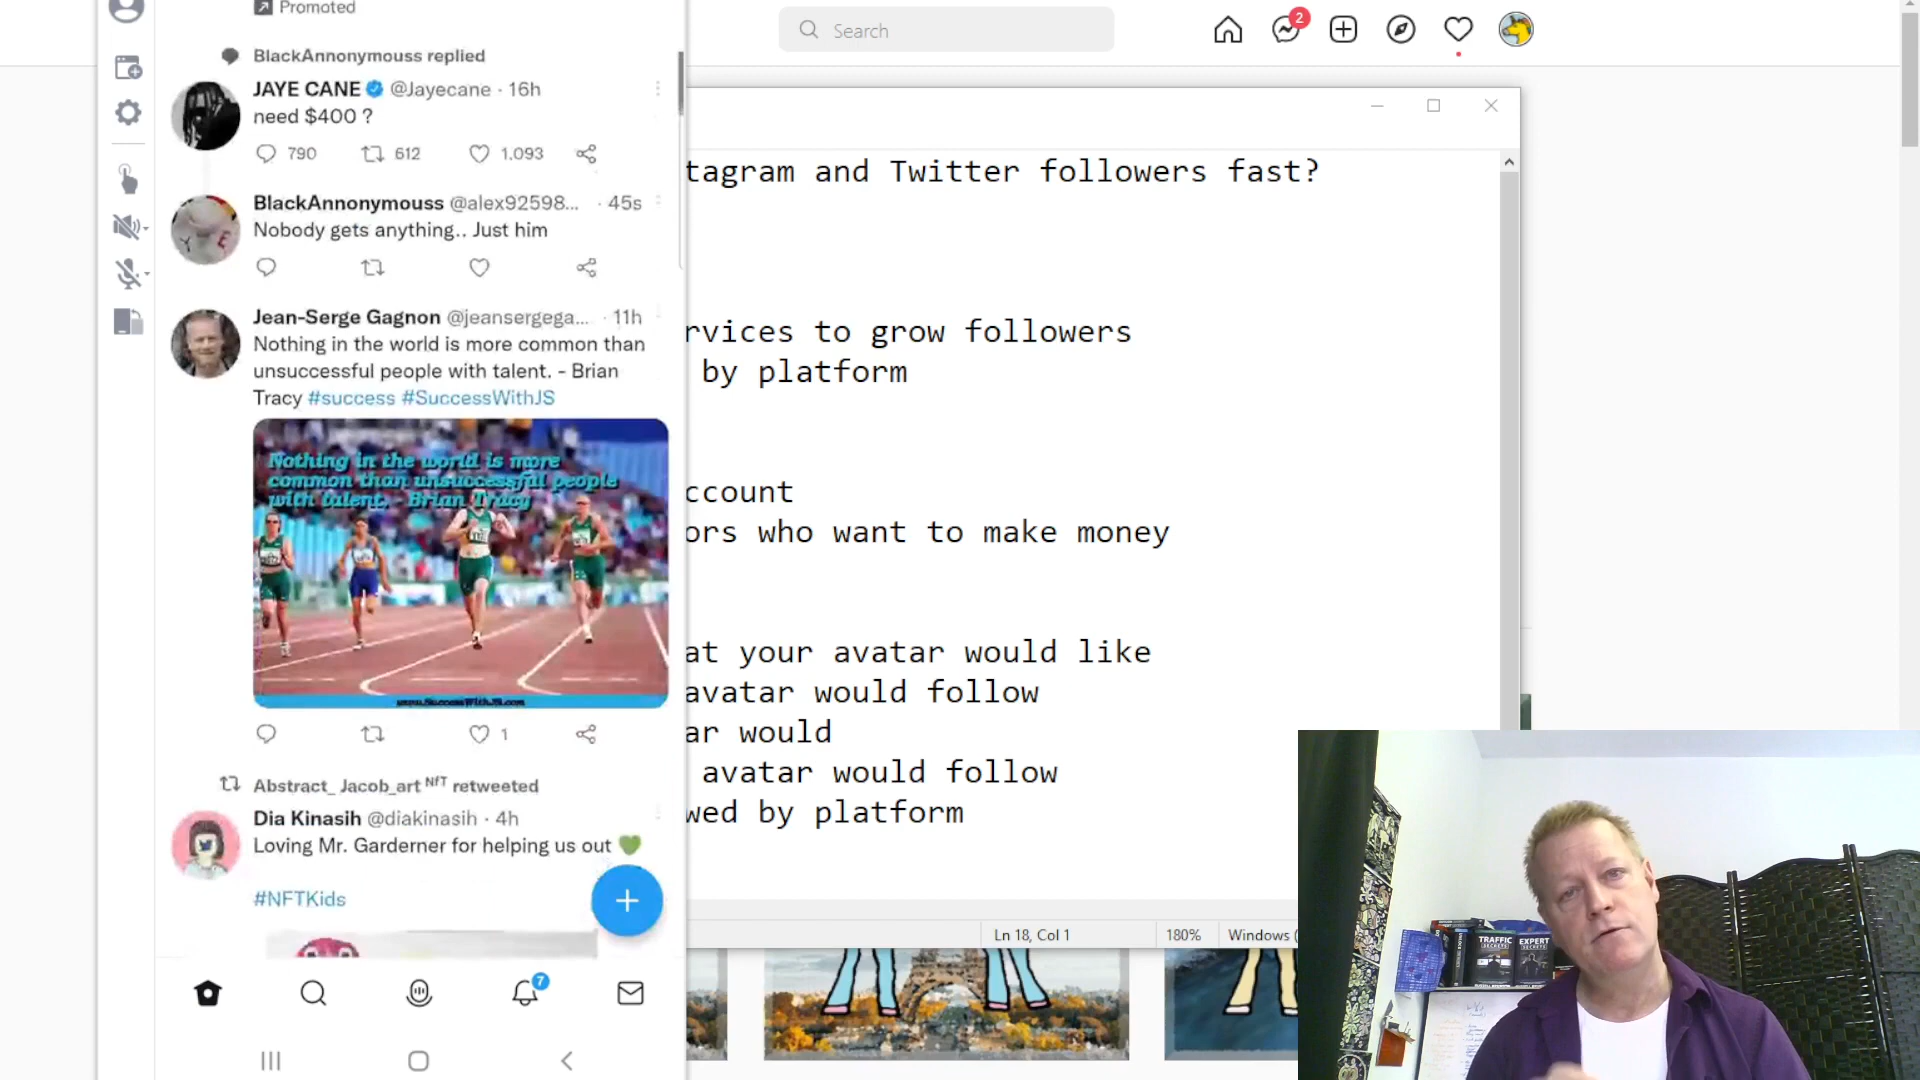 Promoted
BlackAnnonymouss replied
JAYE CANE @Jayecane · 16h
need $400 ?
790 612 1.093
BlackAnnonymouss @alex92598... · 45s
Nobody gets anything.. Just him
Jean-Serge Gagnon @jeansergega... · 11h
Nothing in the world is more common than
unsuccessful people with talent. - Brian
Tracy #success #SuccessWithJS
Nothing in the world is more
common than unsuccessful people
with talent. - Brian Tracy
www.SuccessWithJS.com
1
Abstract_ Jacob_art NfT retweeted
Dia Kinasih @diakinasih · 4h
Loving Mr. Garderner for helping us out
#NFTKids
7
Search
2
tagram and Twitter followers fast?
rvices to grow followers
by platform
ccount
ors who want to make money
at your avatar would like
avatar would follow
ar would
avatar would follow
wed by platform
Ln 18, Col 1 180% Windows (
TRAFFIC
SECRETS
EXPERT
SECRETS